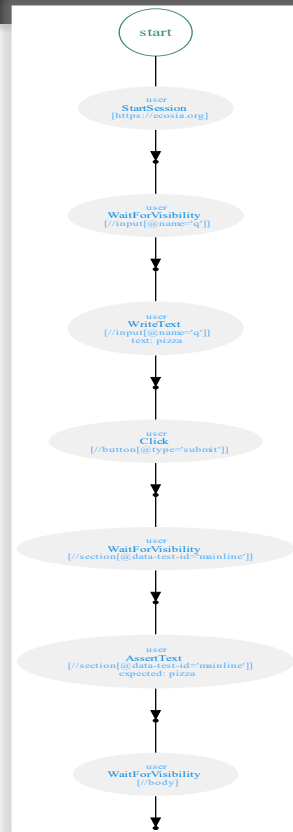 start
user
StartSession
[https://ecosia.org]
user
WaitForVisibility
[//input[@name='q']]
user
WriteText
[//input[@name='q']]
text: pizza
user
Click
[//button[@type='submit']]
user
WaitForVisibility
[//section[@data-test-id='mainline']]
user
AssertText
[//section[@data-test-id='mainline']]
expected: pizza
user
WaitForVisibility
[//body]